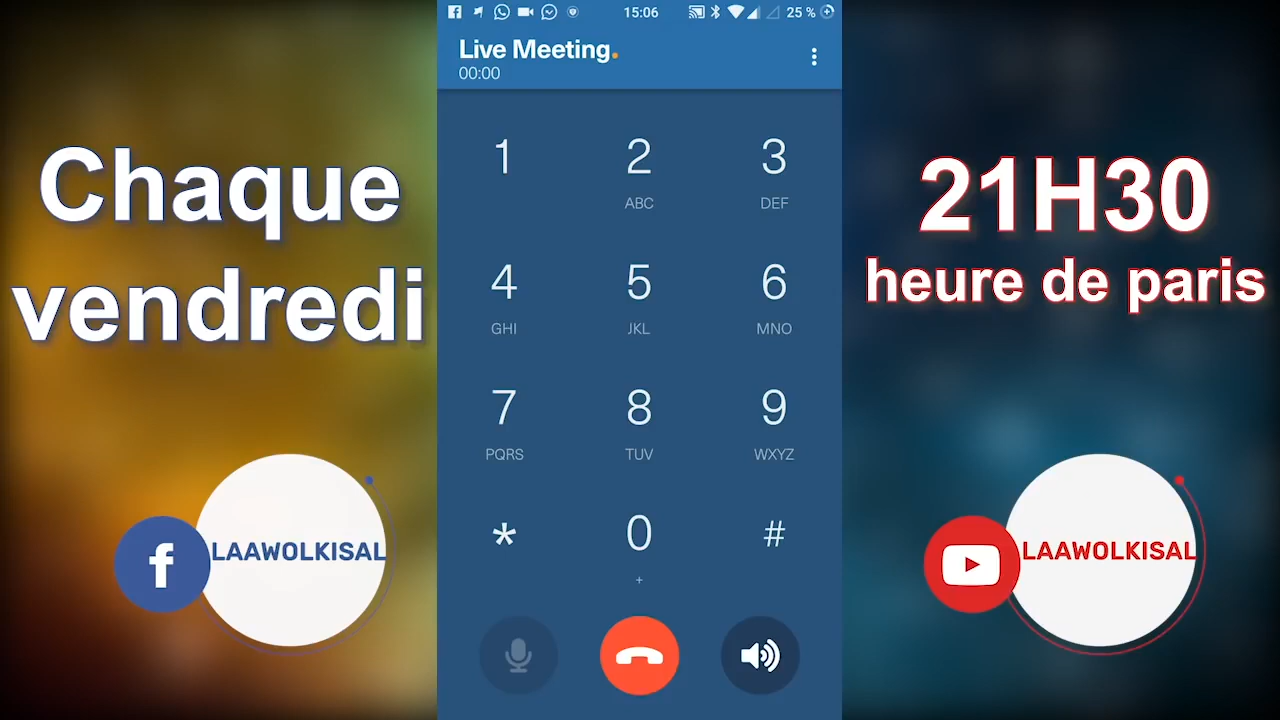 Chaque
vendredi
f
LAAWOLKISAL
15:06
25 %
Live Meeting.
00:00
1
2
3
ABC
DEF
4
5
6
GHI
JKL
MNO
7
8
9
PQRS
TUV
WXYZ
*
0
#
+
21H30
heure de paris
LAAWOLKISAL